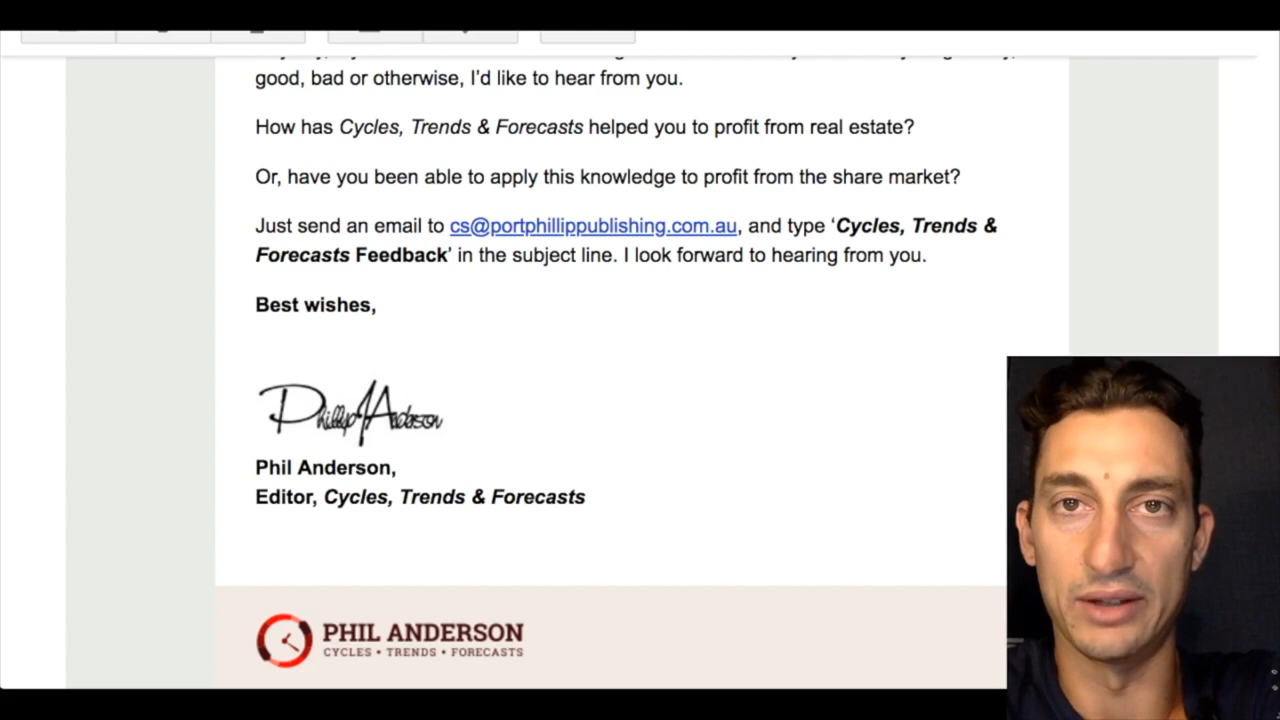 good, bad or otherwise, I'd like to hear from you.
How has Cycles, Trends & Forecasts helped you to profit from real estate?
Or, have you been able to apply this knowledge to profit from the share market?
Just send an email to cs@portphillippublishing.com.au, and type ‘Cycles, Trends &
Forecasts Feedback’ in the subject line. I look forward to hearing from you.
Best wishes,
Phillip J Anderson
Phil Anderson,
Editor, Cycles, Trends & Forecasts
PHIL ANDERSON
CYCLES • TRENDS • FORECASTS